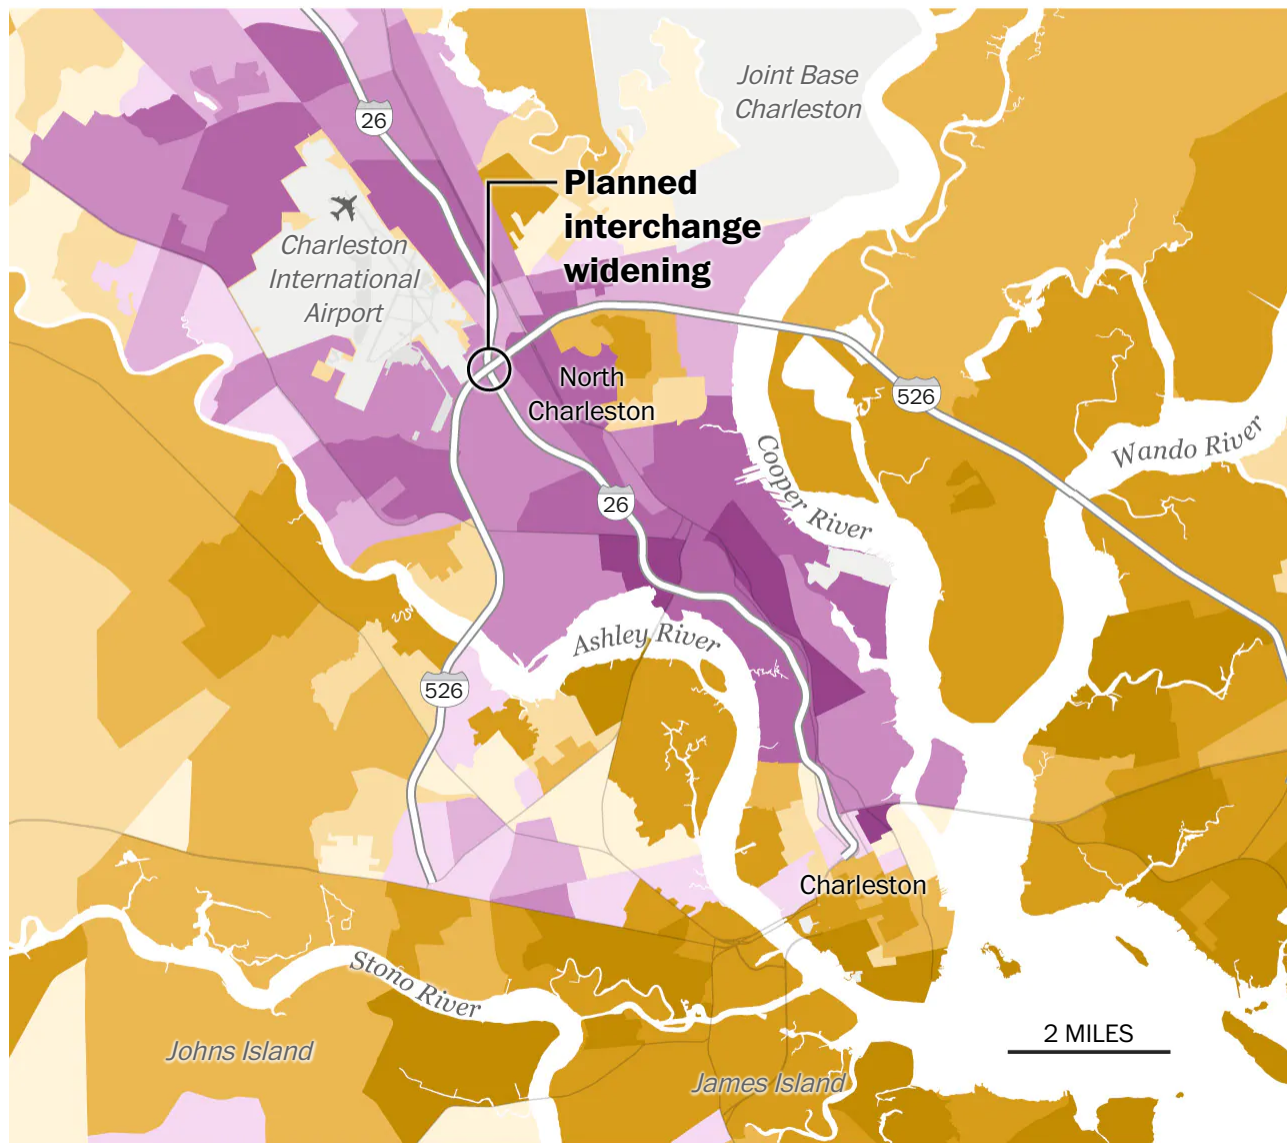 Joint Base
Charleston
26
Planned
interchange
widening
Charleston
International
Airport
North
Charleston
526
Wando River
Cooper River
26
Ashley River
526
Charleston
Stono River
2 MILES
Johns Island
James Island